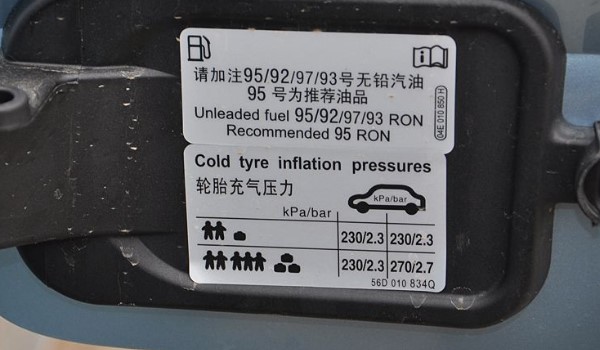 请加注95/92/97/93号无铅汽油
95 号为推荐油品
Unleaded fuel 95/92/97/93 RON
Recommended 95 RON
04E 010 850 H
Cold tyre inflation pressures
轮胎充气压力
kPa/bar
kPa/bar
230/2.3 230/2.3
230/2.3 270/2.7
56D 010 834Q